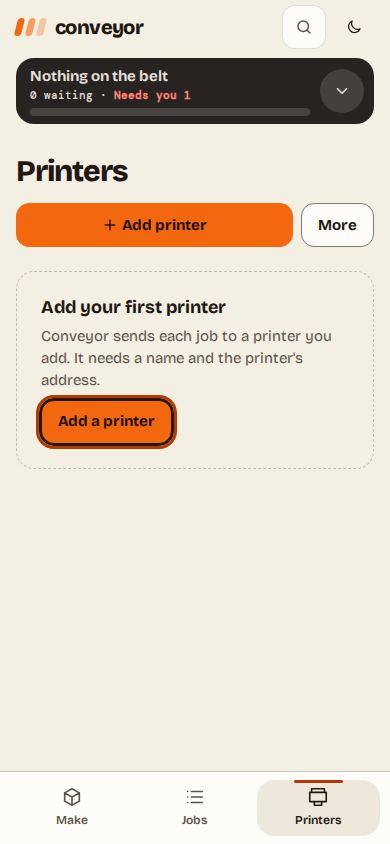 conveyor
Nothing on the belt
0 waiting · Needs you 1
Printers
+ Add printer
More
Add your first printer
Conveyor sends each job to a printer you
add. It needs a name and the printer's
address.
Add a printer
Make
Jobs
Printers